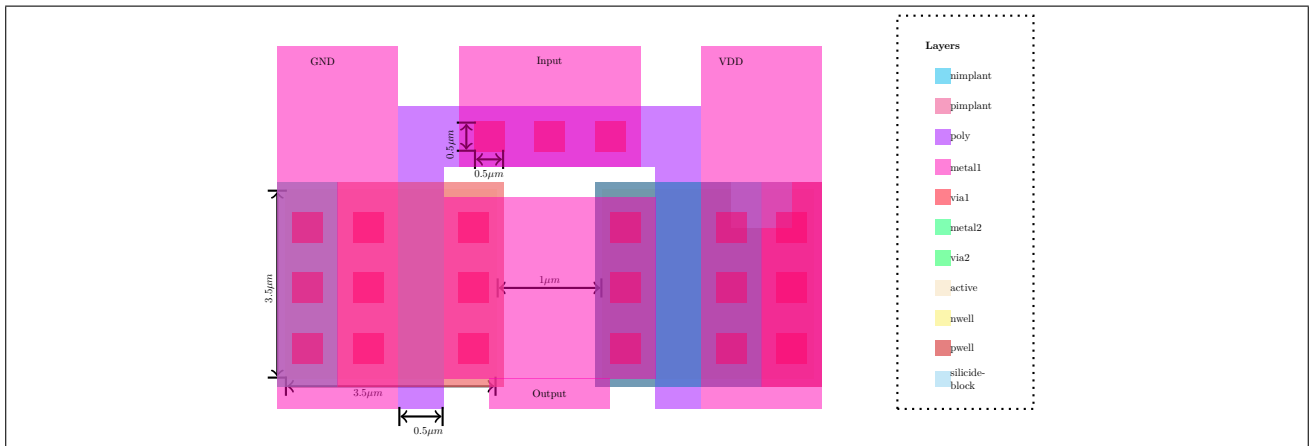 GND
Input
VDD
0.5μm
0.5μm
3.5μm
1μm
3.5μm
Output
0.5μm
Layers
nimplant
pimplant
poly
metal1
via1
metal2
via2
active
nwell
pwell
silicide-
block